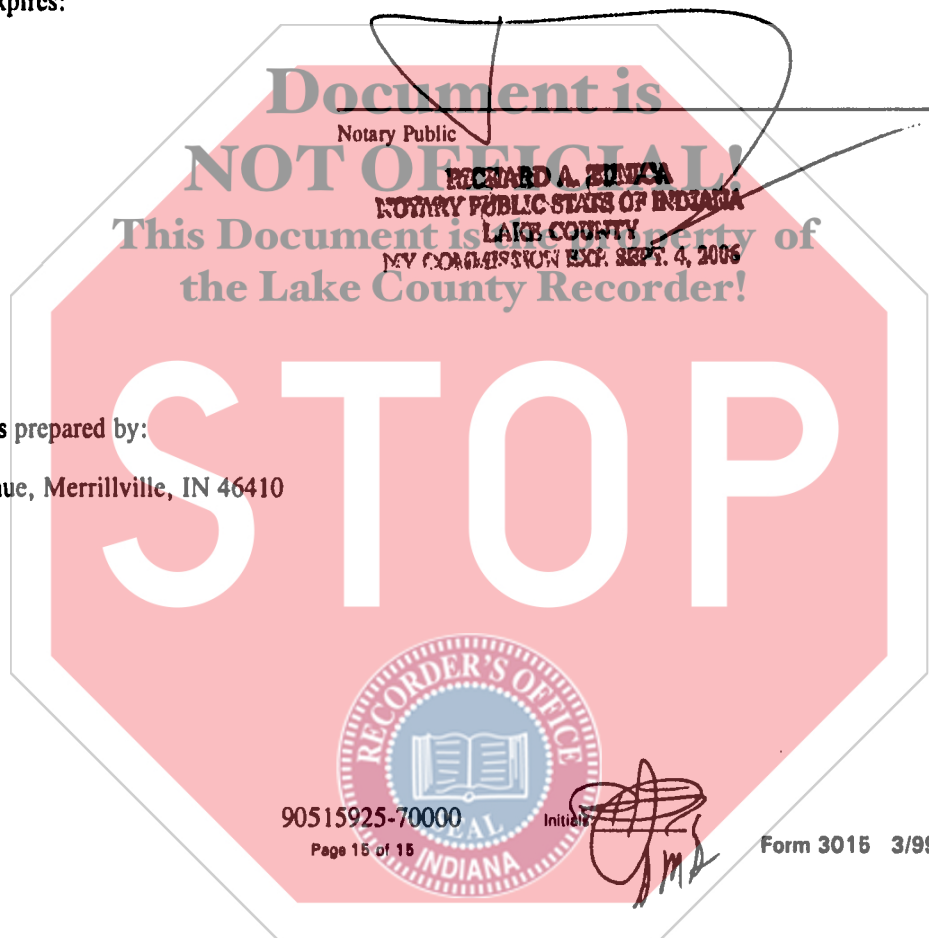 xpires:
Document is
Notary Public
NOT OFFICIAL!
RICHARD A.
NOTARY PUBLIC STATE OF INDIANA
This Document is the property of
LAKE COUNTY
MY COMMISSION EXP. SEPT. 4, 2006
the Lake County Recorder!
STOP
s prepared by:
nue, Merrillville, IN 46410
RECORDER'S OFFICE
SEAL
INDIANA
90515925-70000
Initials
Page 15 of 15
Form 3015 3/99